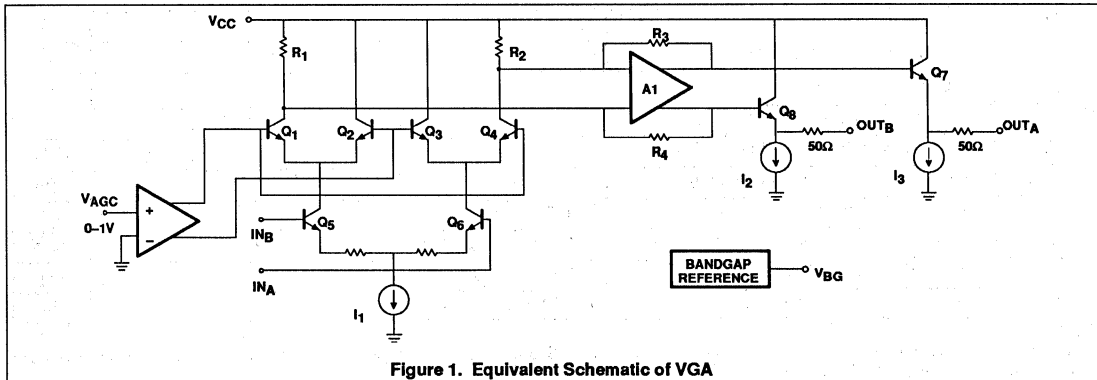 VCC
R1
R2
R3
A1
Q7
Q8
Q1
Q2
Q3
Q4
R4
OUTB
50Ω
OUTA
50Ω
I2
I3
VAGC
0–1V
+
−
INB
Q5
Q6
INA
I1
BANDGAP
REFERENCE
VBG
Figure 1. Equivalent Schematic of VGA